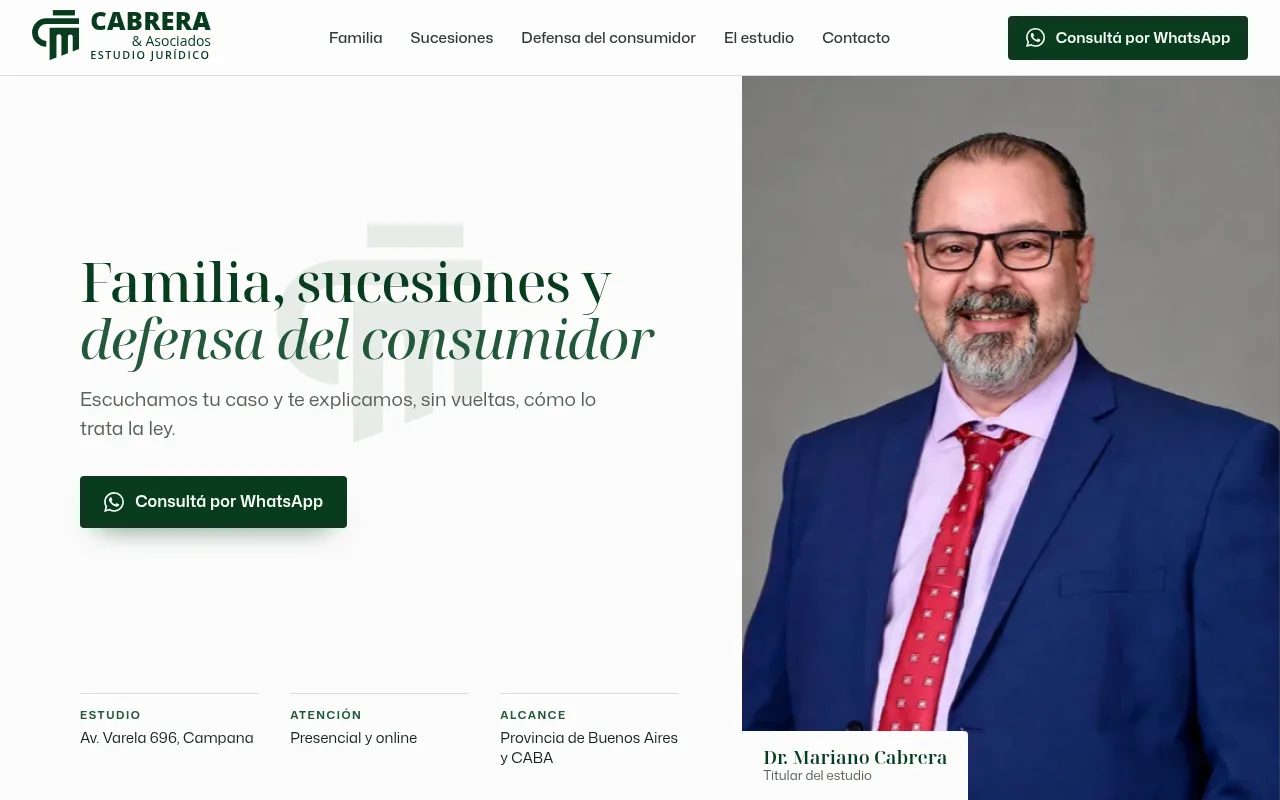 CABRERA
& Asociados
ESTUDIO JURÍDICO
Familia
Sucesiones
Defensa del consumidor
El estudio
Contacto
Consultá por WhatsApp
Familia, sucesiones y
defensa del consumidor
Escuchamos tu caso y te explicamos, sin vueltas, cómo lo
trata la ley.
Consultá por WhatsApp
ESTUDIO
Av. Varela 696, Campana
ATENCIÓN
Presencial y online
ALCANCE
Provincia de Buenos Aires
y CABA
Dr. Mariano Cabrera
Titular del estudio